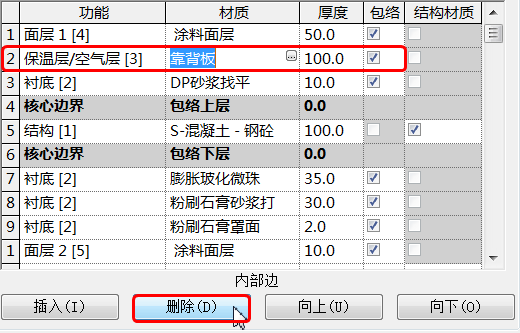 功能 材质 厚度 包络 结构材质
1 面层 1 [4] 涂料面层 50.0
2 保温层/空气层 [3] 靠背板 100.0
3 衬底 [2] DP砂浆找平 10.0
4 核心边界 包络上层 0.0
5 结构 [1] S-混凝土 - 钢砼 100.0
6 核心边界 包络下层 0.0
7 衬底 [2] 膨胀玻化微珠 35.0
8 衬底 [2] 粉刷石膏砂浆打 30.0
9 衬底 [2] 粉刷石膏罩面 2.0
1 面层 2 [5] 涂料面层 10.0
内部边
插入(I) 删除(D) 向上(U) 向下(O)